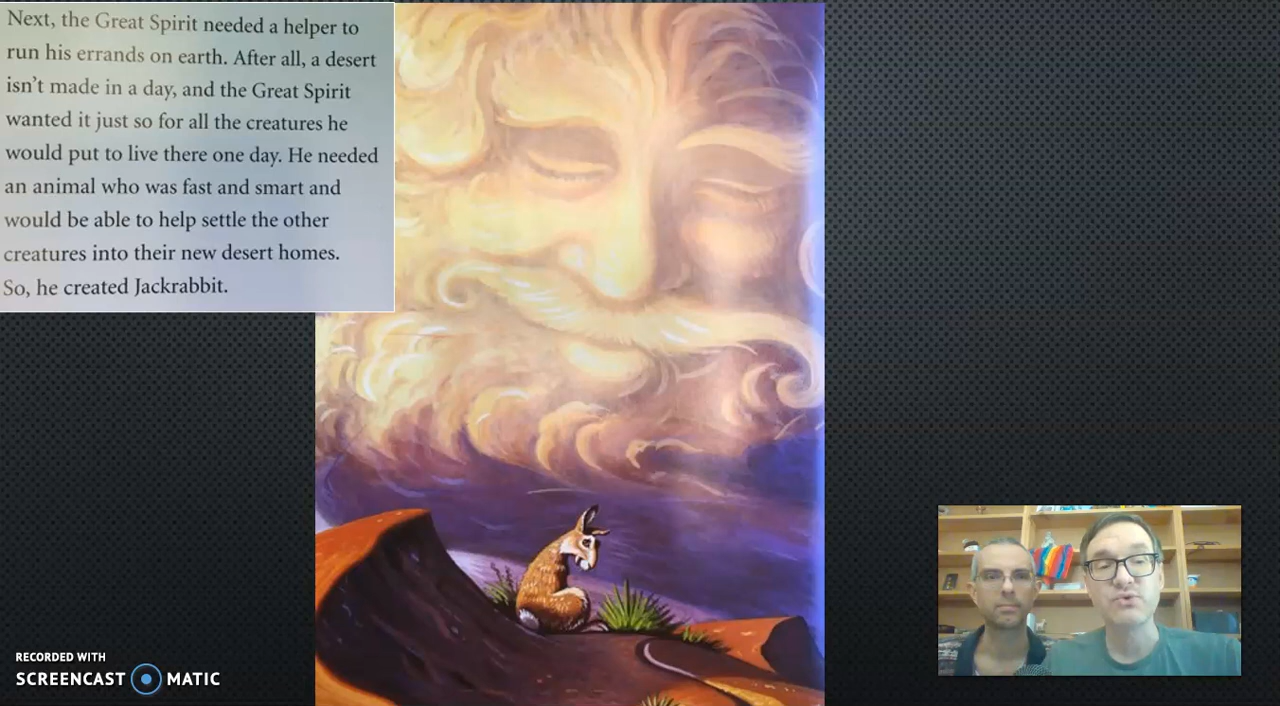 Next, the Great Spirit needed a helper to
run his errands on earth. After all, a desert
isn’t made in a day, and the Great Spirit
wanted it just so for all the creatures he
would put to live there one day. He needed
an animal who was fast and smart and
would be able to help settle the other
creatures into their new desert homes.
So, he created Jackrabbit.
RECORDED WITH
SCREENCAST MATIC